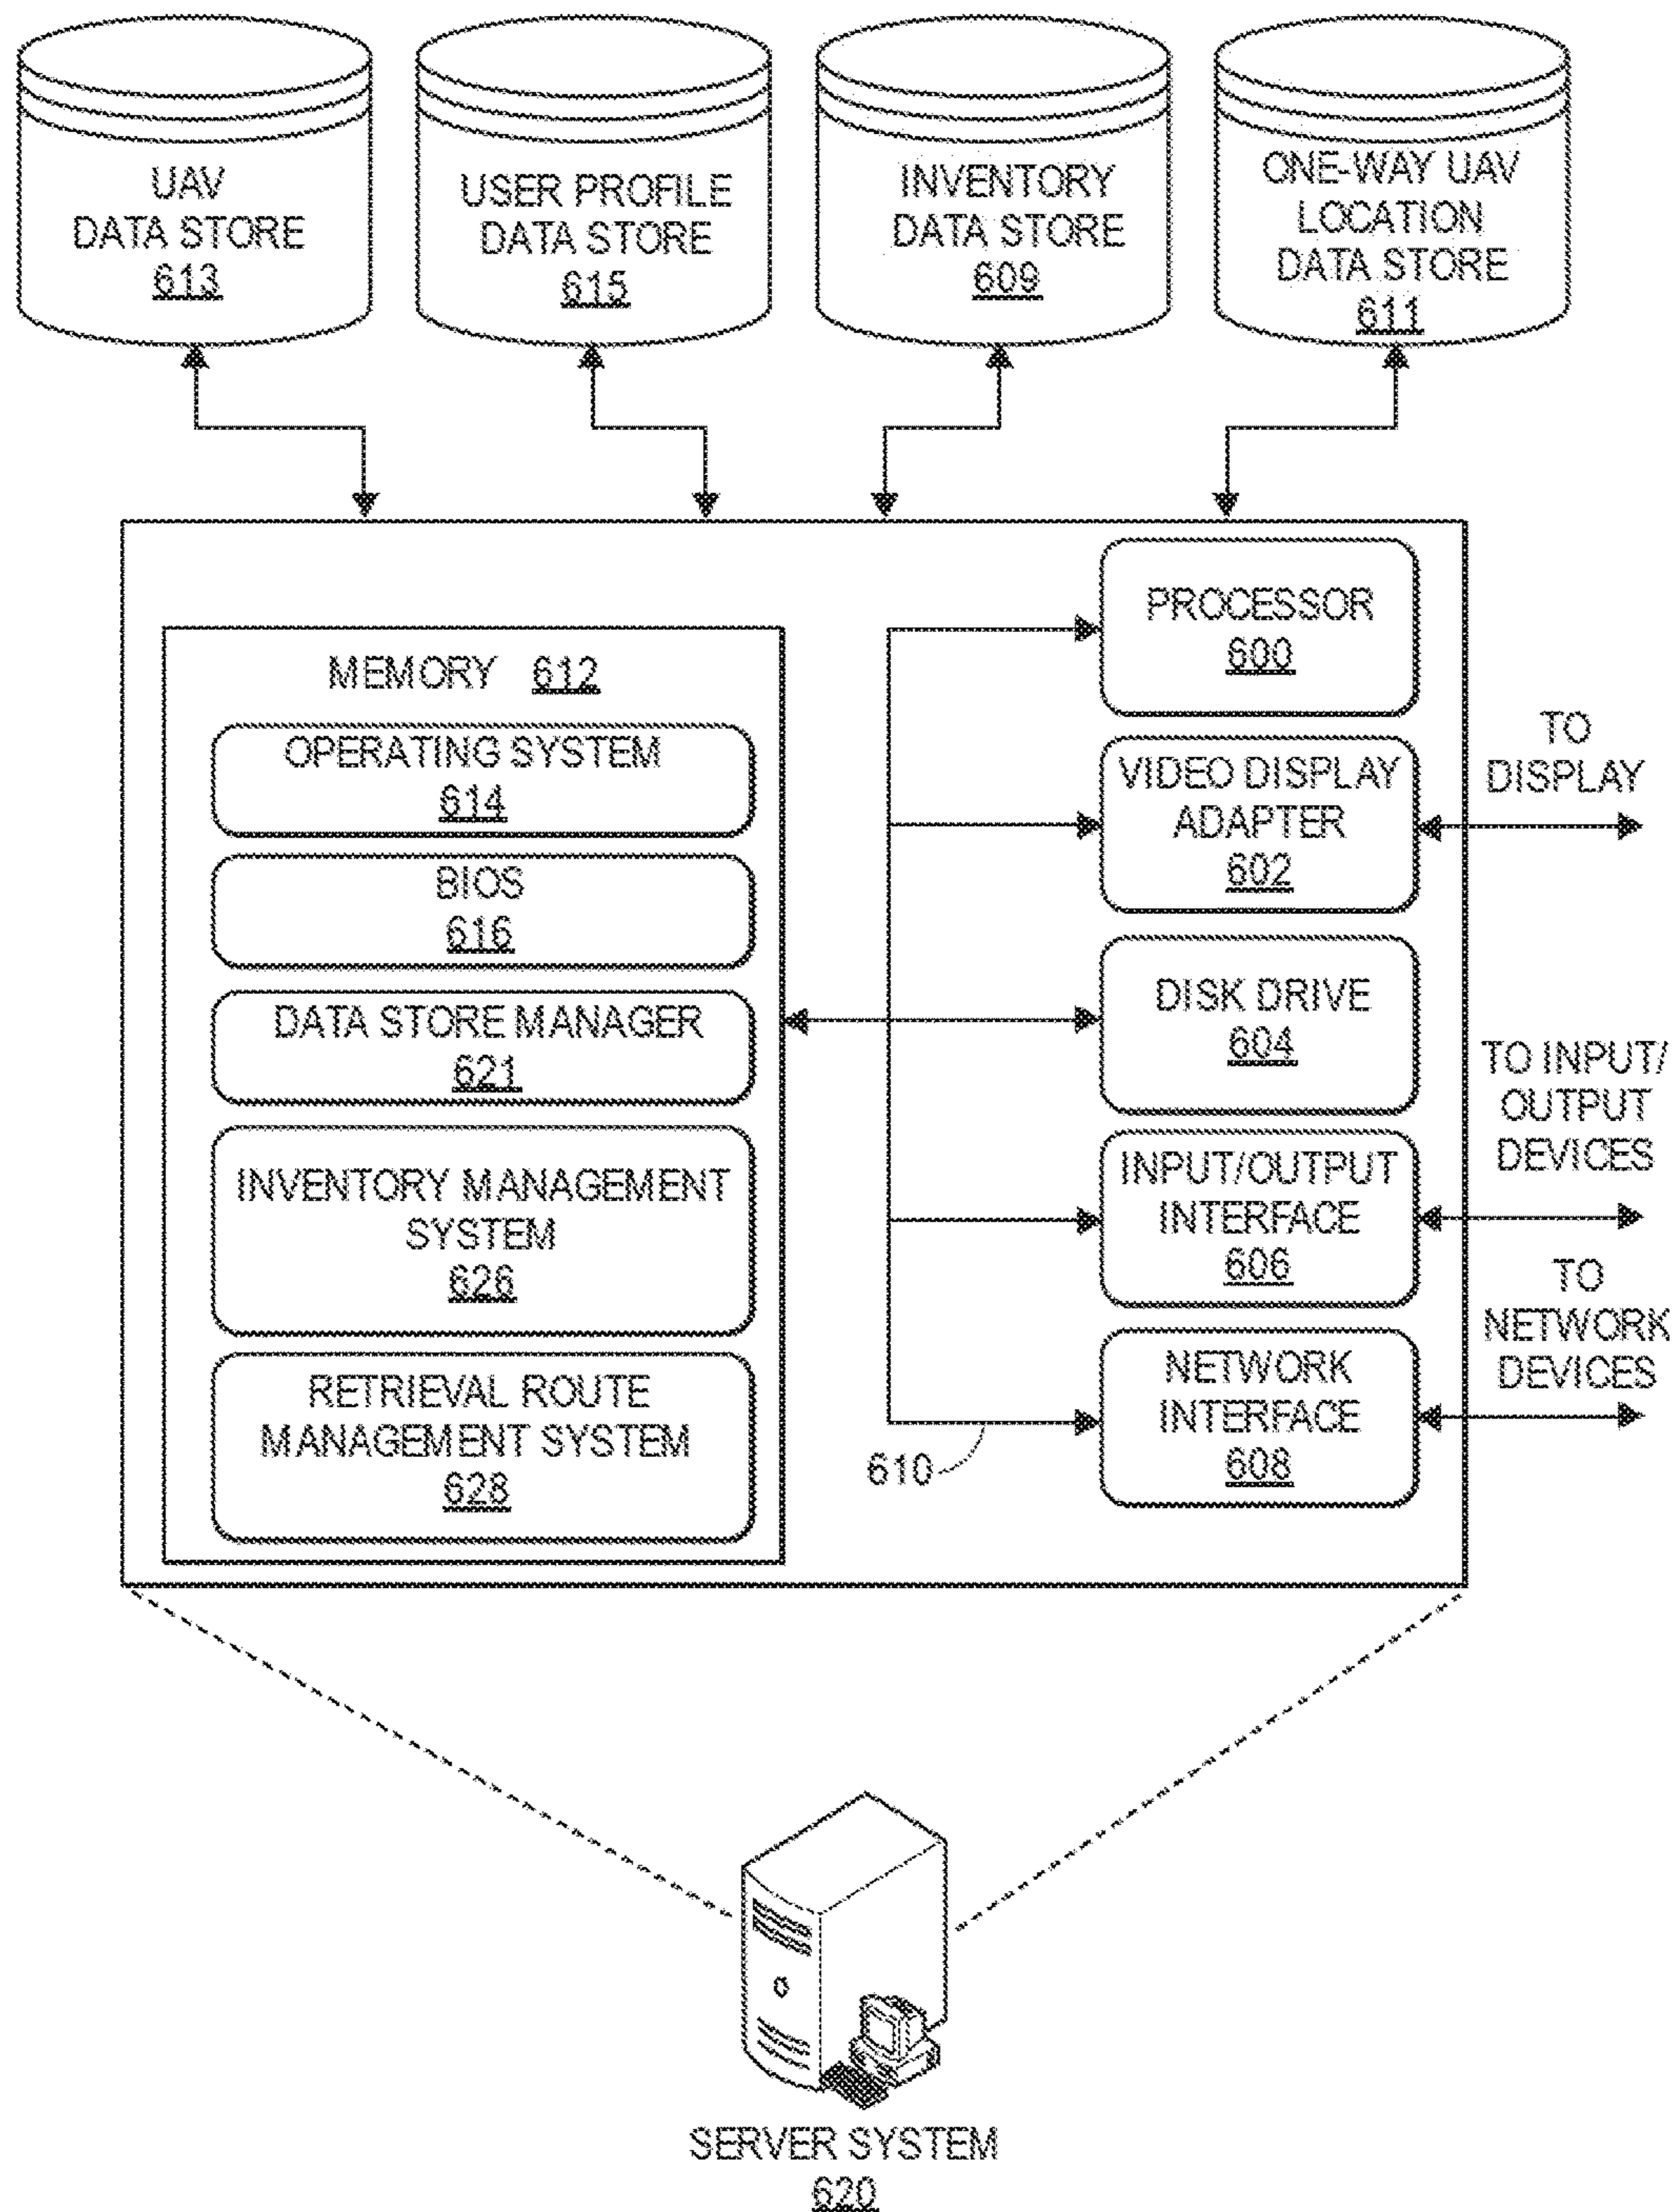 UAV
DATA STORE
613
USER PROFILE
DATA STORE
615
INVENTORY
DATA STORE
609
ONE-WAY UAV
LOCATION
DATA STORE
611
MEMORY 612
OPERATING SYSTEM
614
BIOS
616
DATA STORE MANAGER
621
INVENTORY MANAGEMENT
SYSTEM
626
RETRIEVAL ROUTE
MANAGEMENT SYSTEM
628
PROCESSOR
600
VIDEO DISPLAY
ADAPTER
602
DISK DRIVE
604
INPUT/OUTPUT
INTERFACE
606
NETWORK
INTERFACE
608
610
TO
DISPLAY
TO INPUT/
OUTPUT
DEVICES
TO
NETWORK
DEVICES
SERVER SYSTEM
620